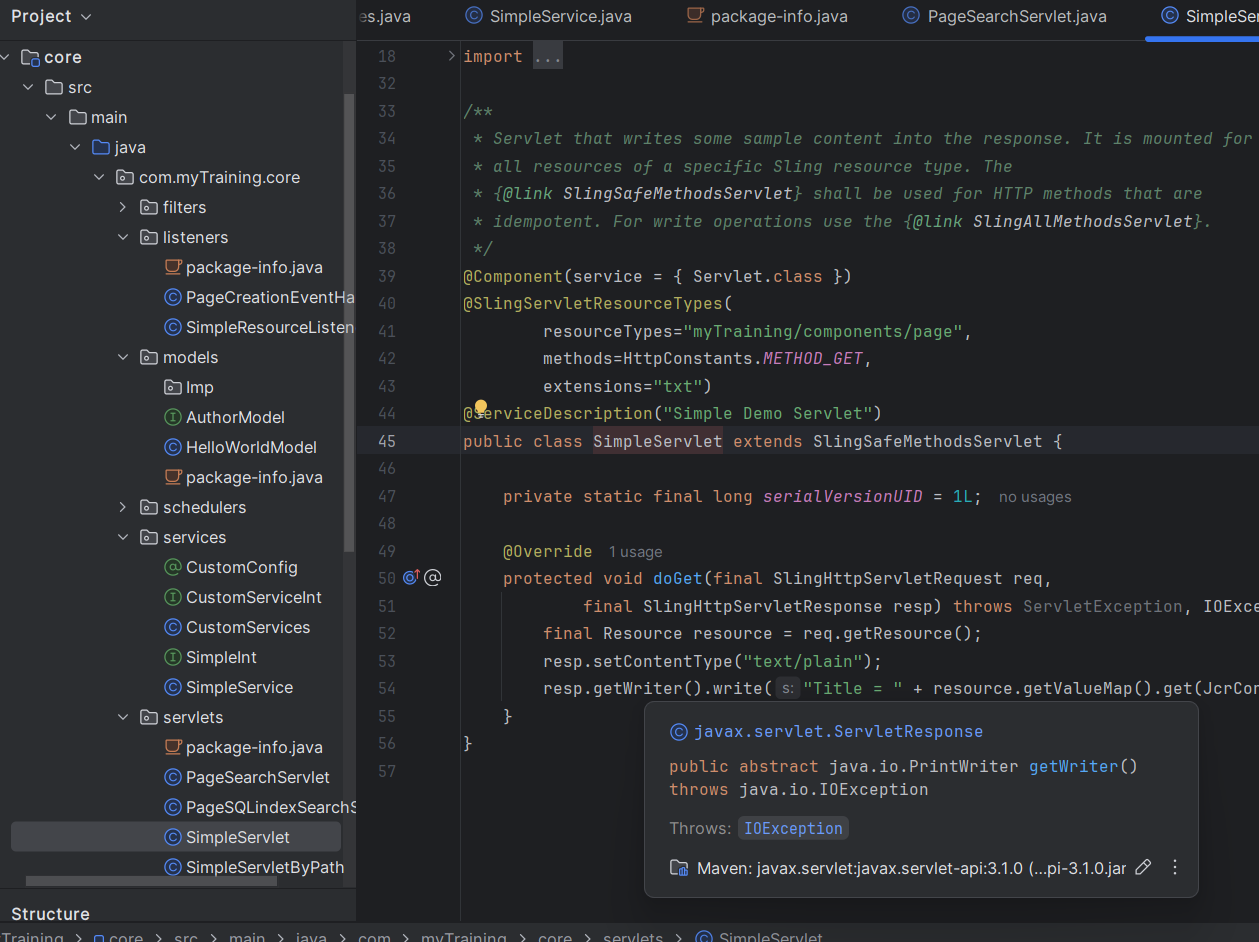 Project
es.java
SimpleService.java
package-info.java
PageSearchServlet.java
SimpleSer
core
src
main
java
com.myTraining.core
filters
listeners
package-info.java
PageCreationEventHa
SimpleResourceListen
models
Imp
AuthorModel
HelloWorldModel
package-info.java
schedulers
services
CustomConfig
CustomServiceInt
CustomServices
SimpleInt
SimpleService
servlets
package-info.java
PageSearchServlet
PageSQLindexSearchS
SimpleServlet
SimpleServletByPath
Structure
18 import ...
32
33 /**
34 * Servlet that writes some sample content into the response. It is mounted for
35 * all resources of a specific Sling resource type. The
36 * {@link SlingSafeMethodsServlet} shall be used for HTTP methods that are
37 * idempotent. For write operations use the {@link SlingAllMethodsServlet}.
38 */
39 @Component(service = { Servlet.class })
40 @SlingServletResourceTypes(
41 resourceTypes="myTraining/components/page",
42 methods=HttpConstants.METHOD_GET,
43 extensions="txt")
44 @ServiceDescription("Simple Demo Servlet")
45 public class SimpleServlet extends SlingSafeMethodsServlet {
46
47 private static final long serialVersionUID = 1L; no usages
48
49 @Override 1 usage
50 @ protected void doGet(final SlingHttpServletRequest req,
51 final SlingHttpServletResponse resp) throws ServletException, IOExce
52 final Resource resource = req.getResource();
53 resp.setContentType("text/plain");
54 resp.getWriter().write( s: "Title = " + resource.getValueMap().get(JcrCon
55 }
56 }
57
javax.servlet.ServletResponse
public abstract java.io.PrintWriter getWriter()
throws java.io.IOException
Throws: IOException
Maven: javax.servlet:javax.servlet-api:3.1.0 (...pi-3.1.0.jar
Training > core > src > main > java > com > myTraining > core > servlets > SimpleServlet